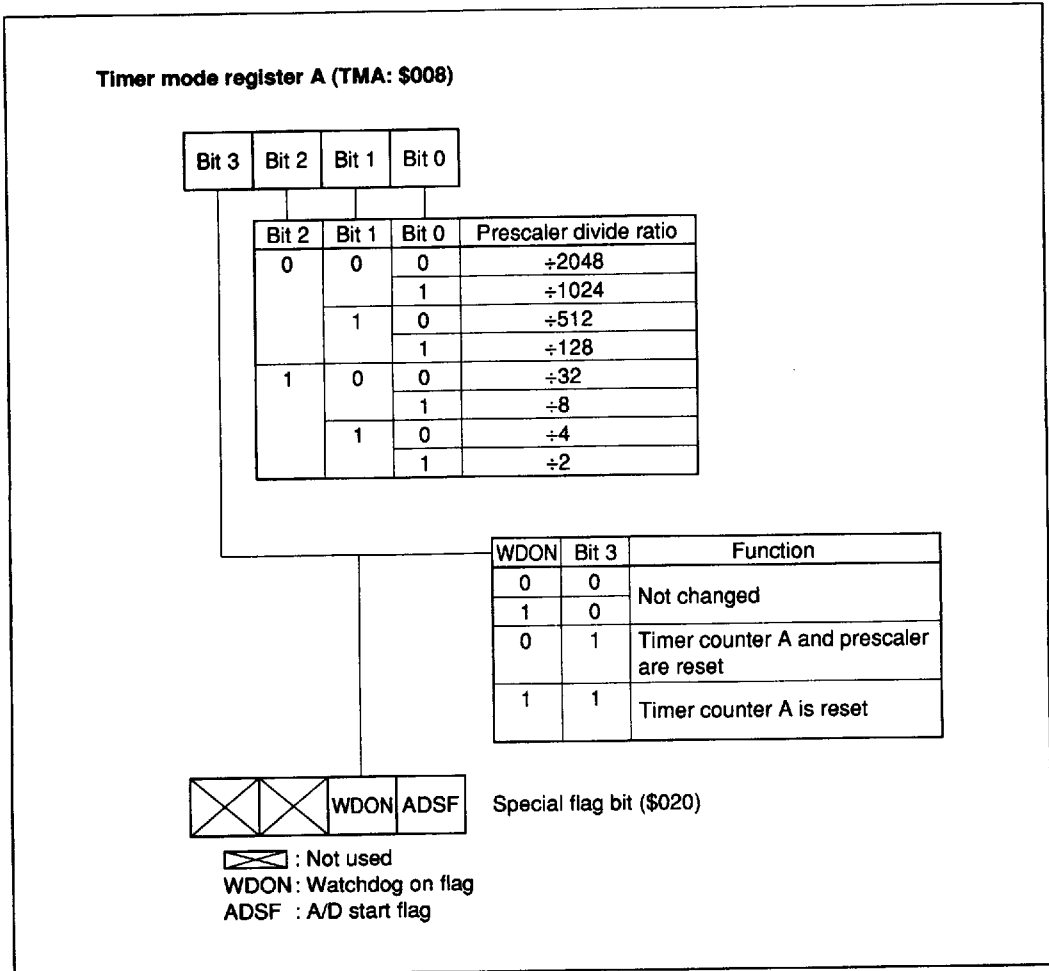 Timer mode register A (TMA: $008)
Bit 3 Bit 2 Bit 1 Bit 0
Bit 2 Bit 1 Bit 0 Prescaler divide ratio
0 0 0 ÷2048
1 ÷1024
1 0 ÷512
1 ÷128
1 0 0 ÷32
1 ÷8
1 0 ÷4
1 ÷2
WDON Bit 3 Function
0 0 Not changed
1 0
0 1 Timer counter A and prescaler
are reset
1 1 Timer counter A is reset
WDON ADSF Special flag bit ($020)
: Not used
WDON : Watchdog on flag
ADSF : A/D start flag